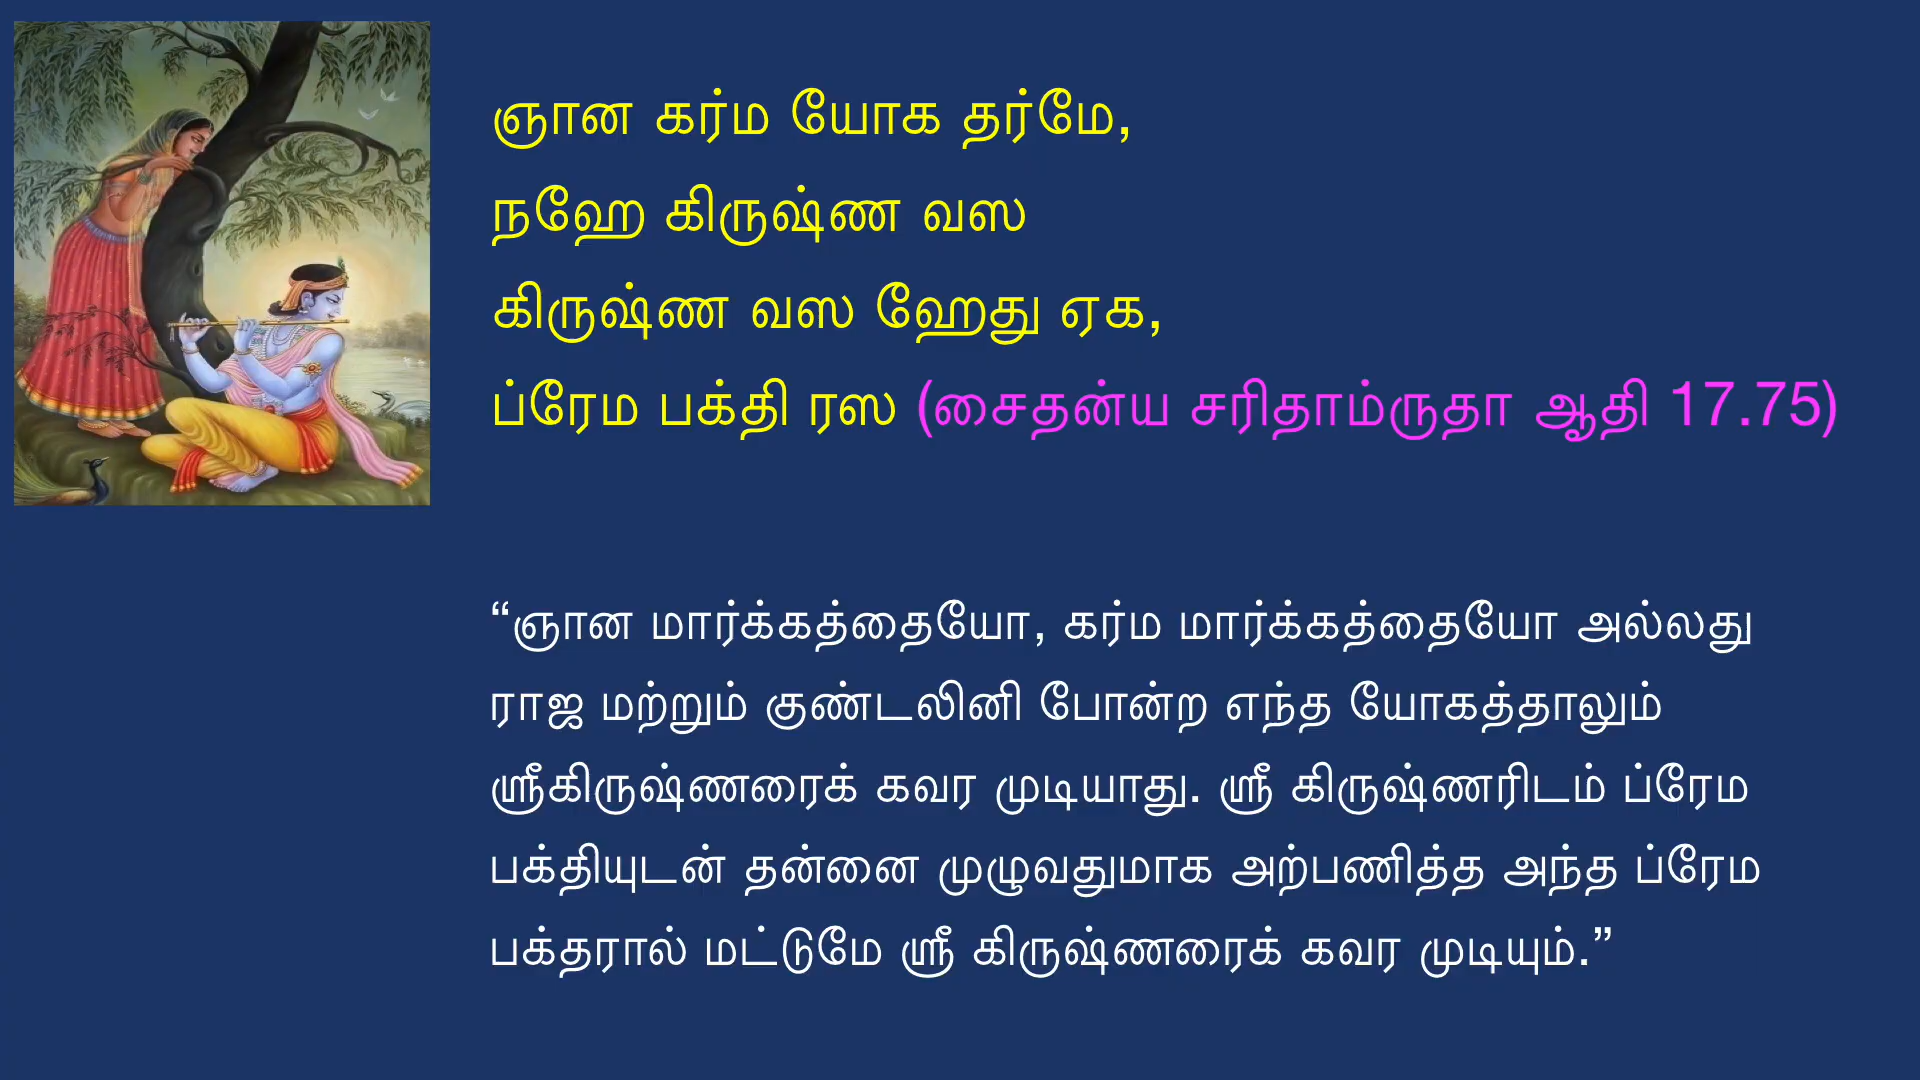 ஞான கர்ம யோக தர்மே,
நஹே கிருஷ்ண வஸ
கிருஷ்ண வஸ ஹேது ஏக,
ப்ரேம பக்தி ரஸ (சைதன்ய சரிதாம்ருதா ஆதி 17.75)
“ஞான மார்க்கத்தையோ, கர்ம மார்க்கத்தையோ அல்லது
ராஜ மற்றும் குண்டலினி போன்ற எந்த யோகத்தாலும்
ஸ்ரீகிருஷ்ணரைக் கவர முடியாது. ஸ்ரீ கிருஷ்ணரிடம் ப்ரேம
பக்தியுடன் தன்னை முழுவதுமாக அற்பணித்த அந்த ப்ரேம
பக்தரால் மட்டுமே ஸ்ரீ கிருஷ்ணரைக் கவர முடியும்.”